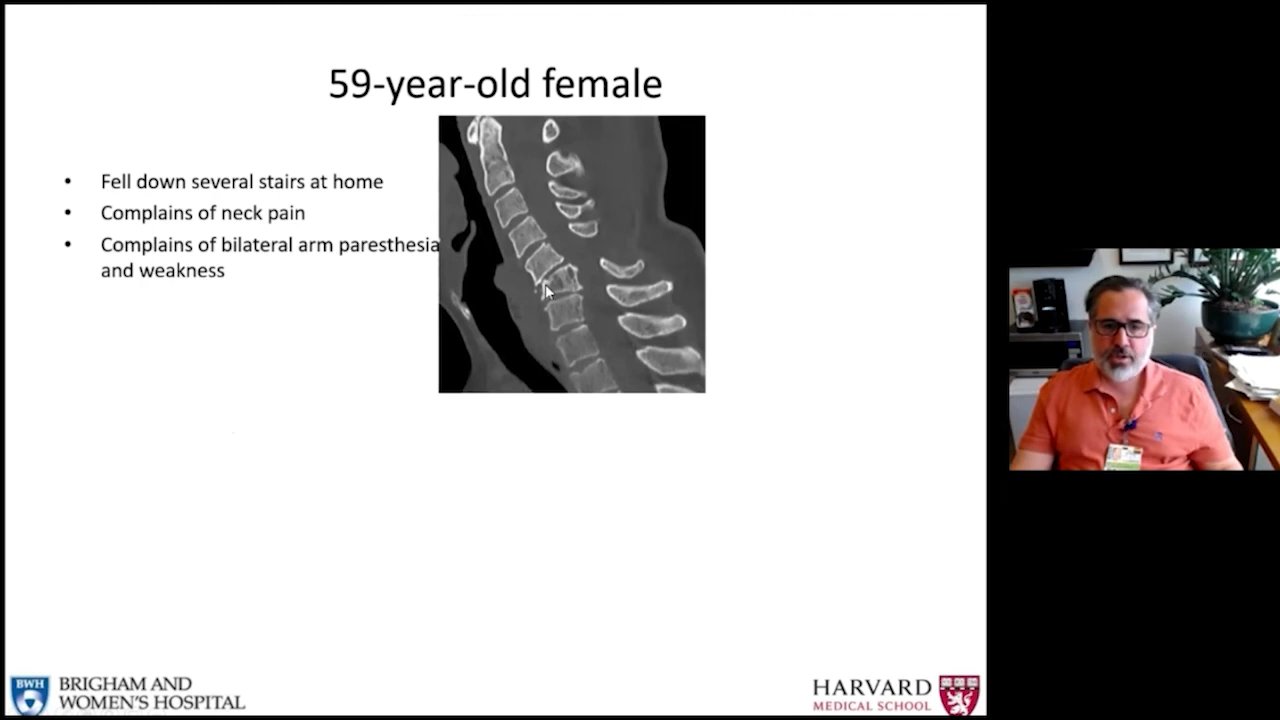 59-year-old female
• Fell down several stairs at home
• Complains of neck pain
• Complains of bilateral arm paresthesia
and weakness
BWH
BRIGHAM AND
WOMEN'S HOSPITAL
HARVARD
MEDICAL SCHOOL